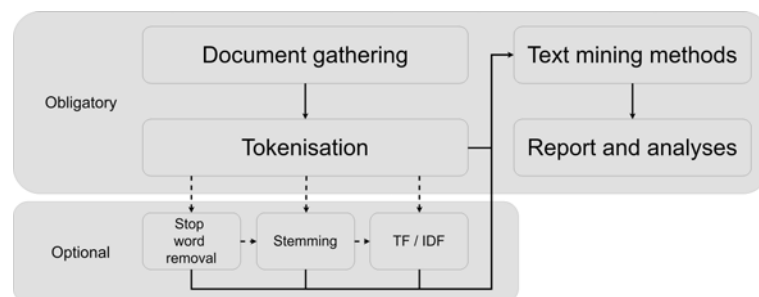 Document gathering
Text mining methods
Obligatory
Tokenisation
Report and analyses
Optional
Stop
word
removal
Stemming
TF / IDF